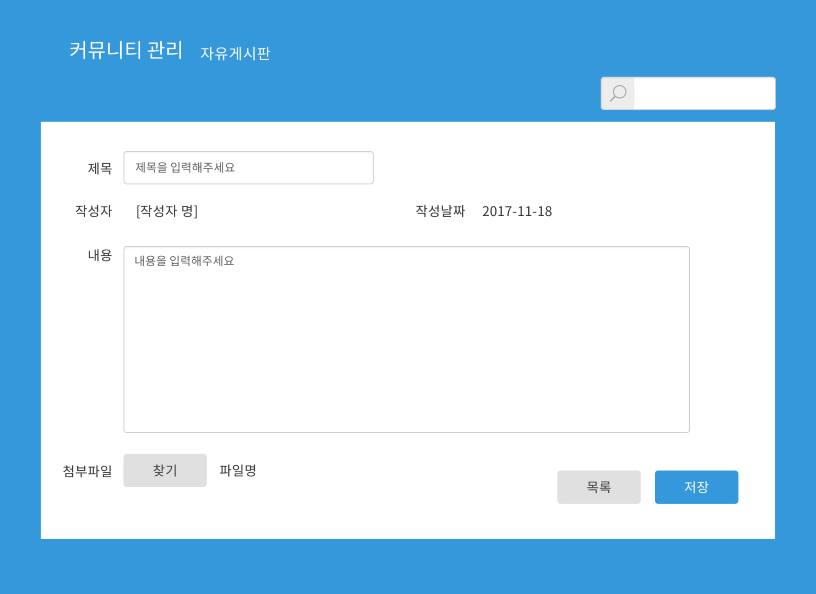 커뮤니티 관리 자유게시판
제목 제목을 입력해주세요
작성자 [작성자 명] 작성날짜 2017-11-18
내용 내용을 입력해주세요
첨부파일 찾기 파일명
목록 저장